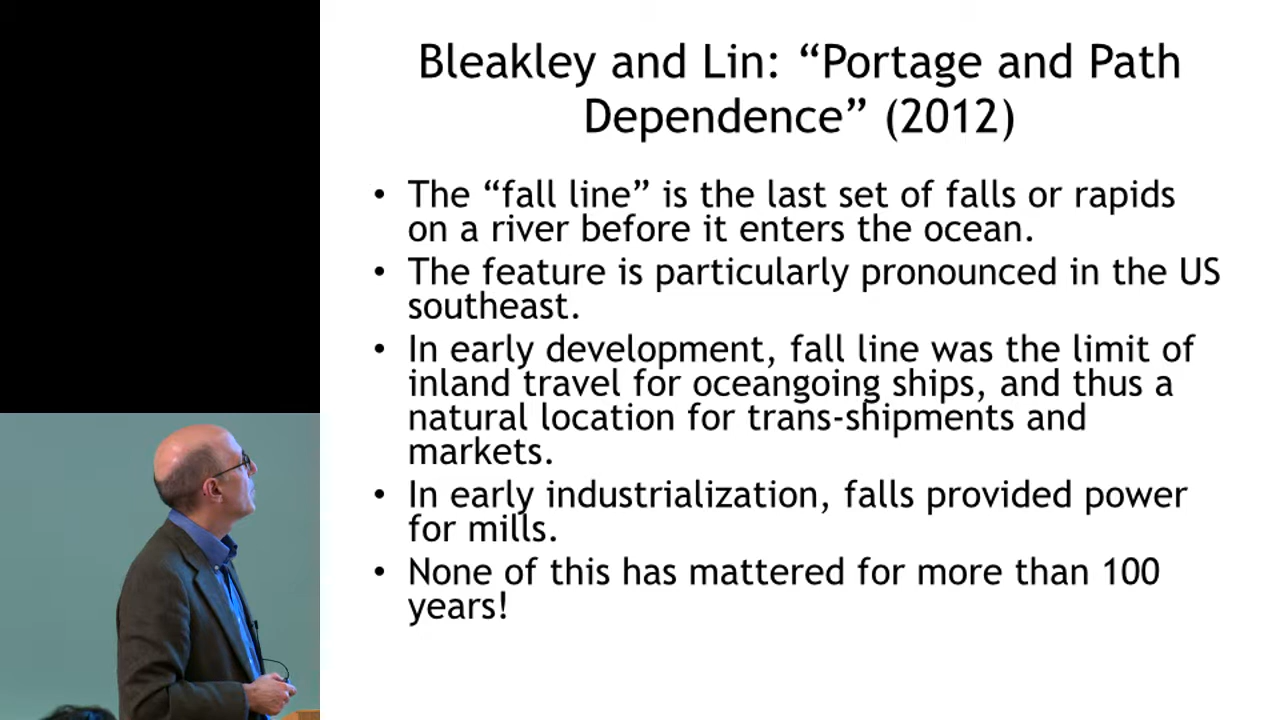 Bleakley and Lin: “Portage and Path
Dependence” (2012)
• The “fall line” is the last set of falls or rapids
on a river before it enters the ocean.
• The feature is particularly pronounced in the US
southeast.
• In early development, fall line was the limit of
inland travel for oceangoing ships, and thus a
natural location for trans-shipments and
markets.
• In early industrialization, falls provided power
for mills.
• None of this has mattered for more than 100
years!